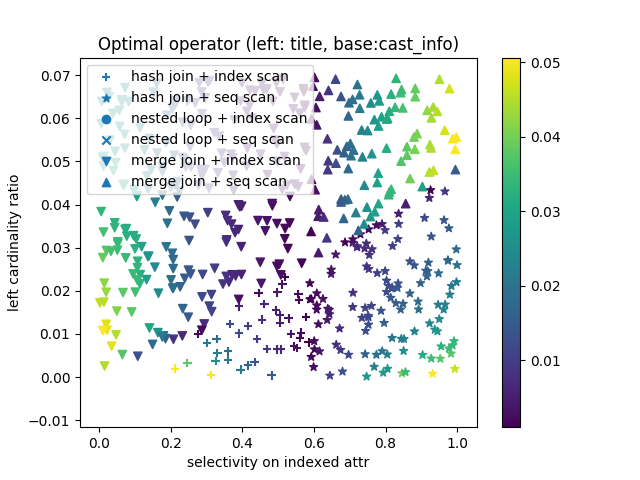 Optimal operator (left: title, base:cast_info)
hash join + index scan
hash join + seq scan
nested loop + index scan
nested loop + seq scan
merge join + index scan
merge join + seq scan
left cardinality ratio
0.07
0.06
0.05
0.04
0.03
0.02
0.01
0.00
−0.01
0.0 0.2 0.4 0.6 0.8 1.0
selectivity on indexed attr
0.05
0.04
0.03
0.02
0.01